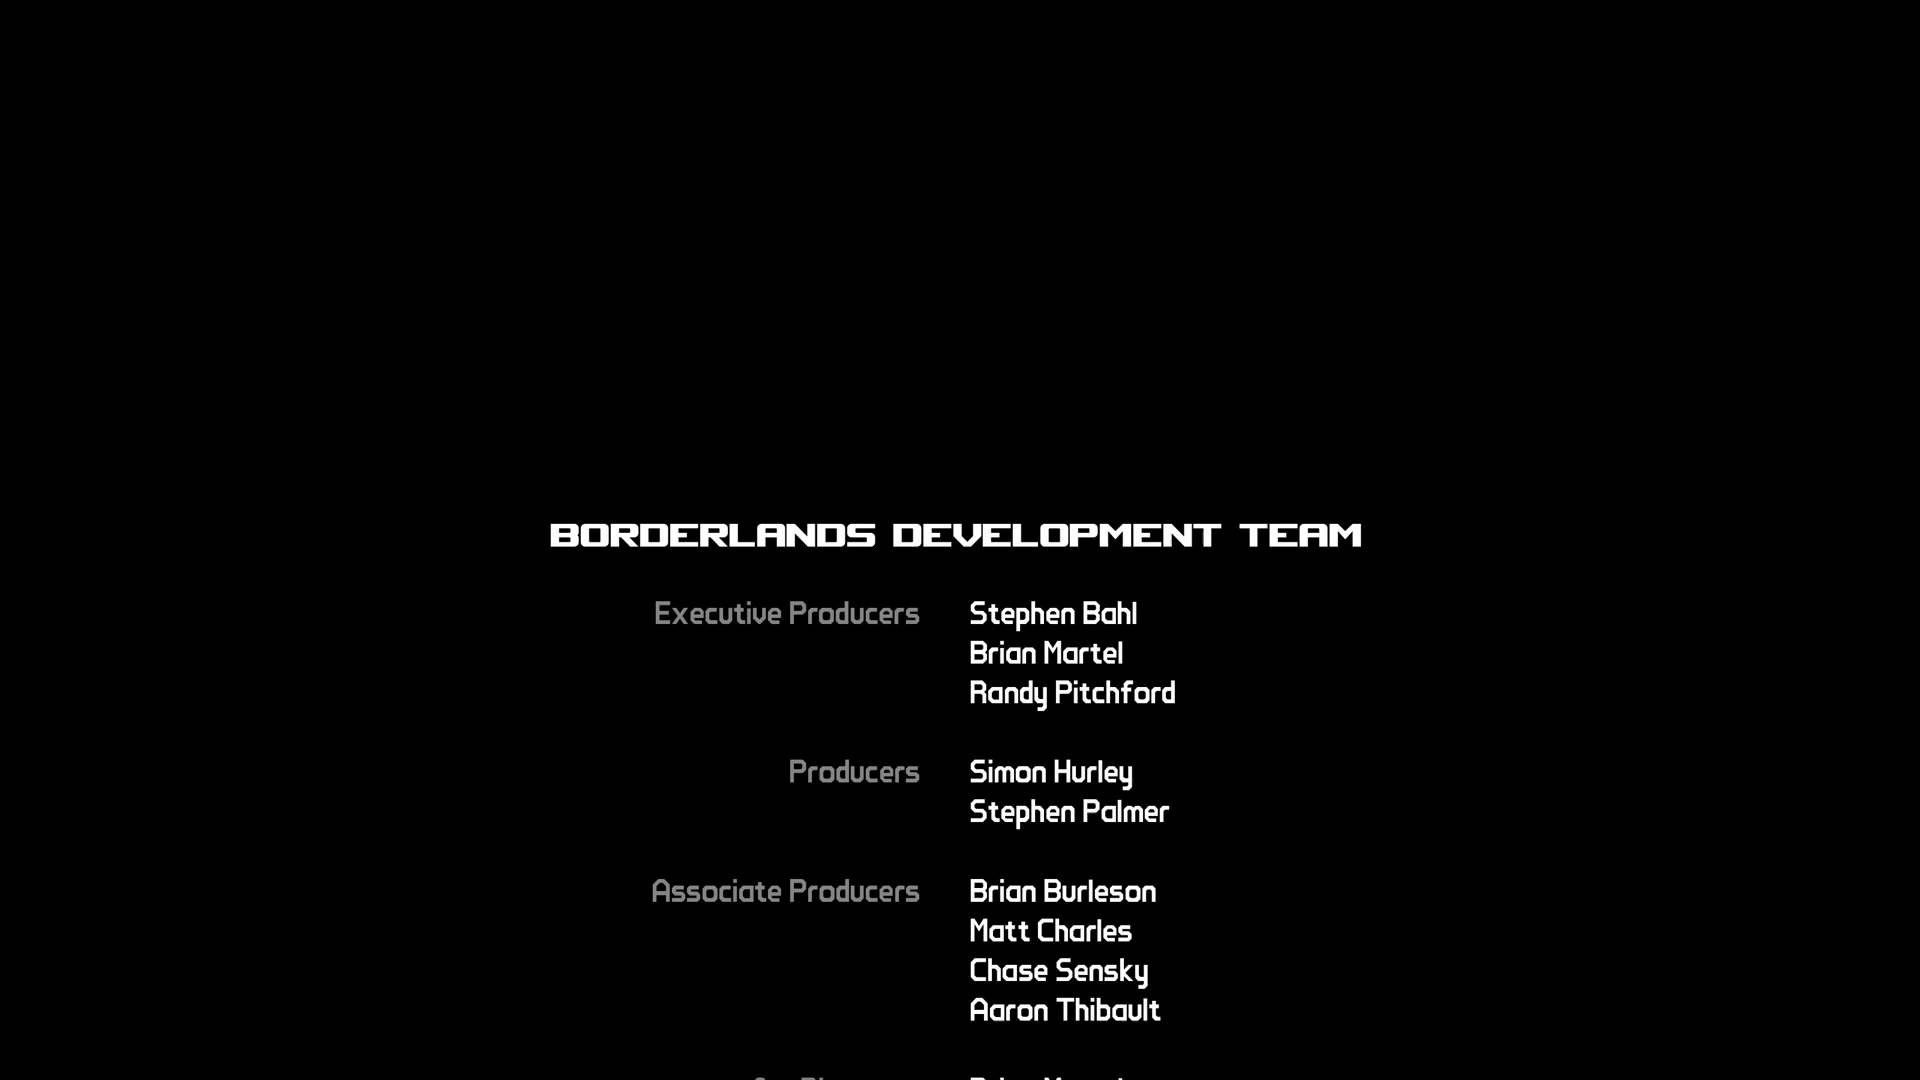 BORDERLANDS DEVELOPMENT TEAM
Executive Producers Stephen Bahl
Brian Martel
Randy Pitchford
Producers Simon Hurley
Stephen Palmer
Associate Producers Brian Burleson
Matt Charles
Chase Sensky
Aaron Thibault